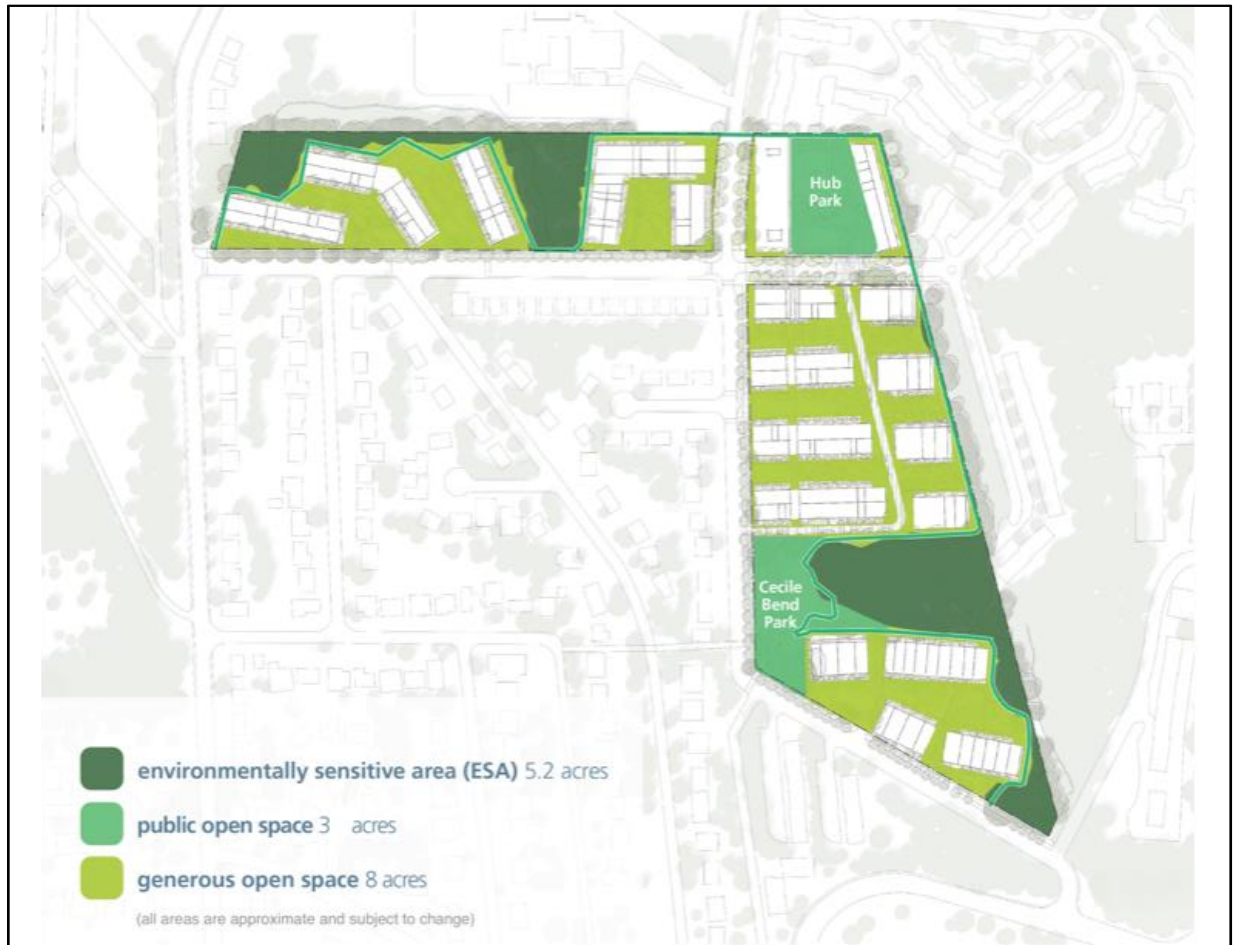 Hub
Park
Cecile
Bend
Park
environmentally sensitive area (ESA) 5.2 acres
public open space 3 acres
generous open space 8 acres
(all areas are approximate and subject to change)